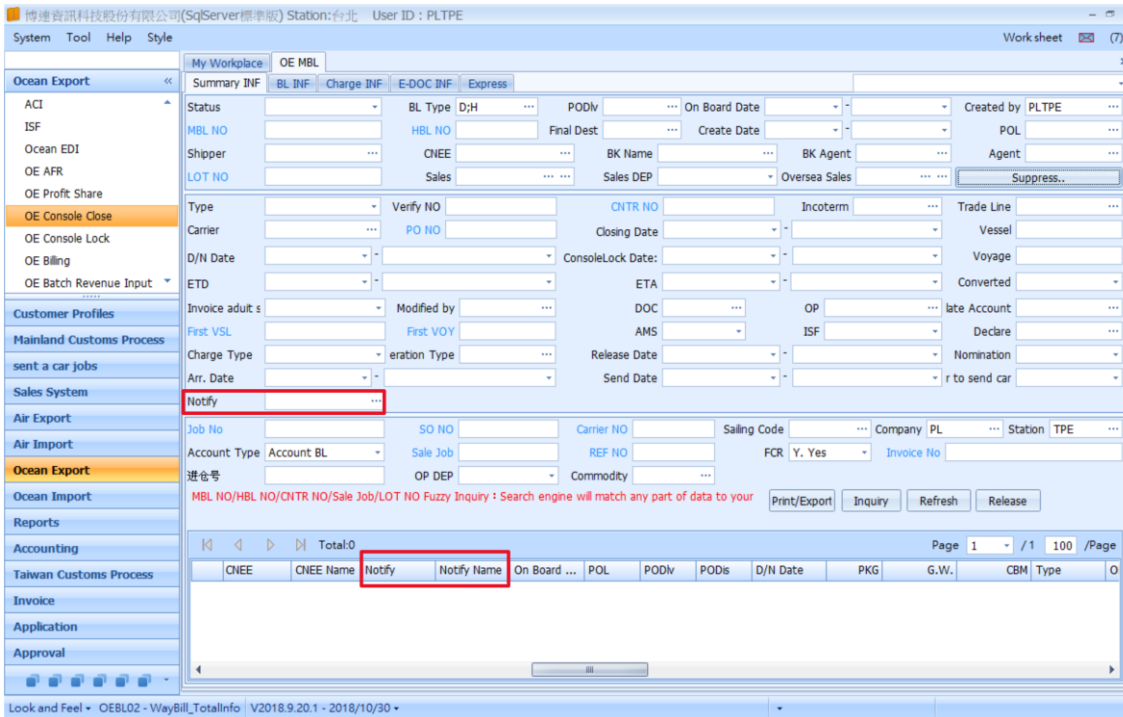 博連資訊科技股份有限公司(SqlServer標準版) Station:台北 User ID : PLTPE
System Tool Help Style Work sheet (7)
My Workplace OE MBL
Ocean Export « Summary INF BL INF Charge INF E-DOC INF Express
ACI
ISF
Ocean EDI
OE AFR
OE Profit Share
OE Console Close
OE Console Lock
OE Billing
OE Batch Revenue Input
Customer Profiles
Mainland Customs Process
sent a car jobs
Sales System
Air Export
Air Import
Ocean Export
Ocean Import
Reports
Accounting
Taiwan Customs Process
Invoice
Application
Approval
Status BL Type D;H ... PODlv ... On Board Date - Created by PLTPE ...
MBL NO HBL NO Final Dest ... Create Date - POL ...
Shipper ... CNEE ... BK Name ... BK Agent ... Agent ...
LOT NO Sales ... ... Sales DEP Oversea Sales ... ... Suppress..
Type Verify NO CNTR NO Incoterm ... Trade Line ...
Carrier ... PO NO Closing Date - Vessel
D/N Date - ConsoleLock Date: - Voyage
ETD - ETA - Converted
Invoice aduit s Modified by ... DOC ... OP ... late Account ...
First VSL First VOY AMS ISF Declare ...
Charge Type eration Type ... Release Date - Nomination
Arr. Date - Send Date - r to send car
Notify ...
Job No SO NO Carrier NO Sailing Code ... Company PL ... Station TPE ...
Account Type Account BL Sale Job REF NO FCR Y. Yes Invoice No
进仓号 OP DEP Commodity ...
MBL NO/HBL NO/CNTR NO/Sale Job/LOT NO Fuzzy Inquiry：Search engine will match any part of data to your Print/Export Inquiry Refresh Release
Total:0 Page 1 / 1 100 /Page
CNEE CNEE Name Notify Notify Name On Board ... POL PODlv PODis D/N Date PKG G.W. CBM Type
Look and Feel OEBL02 - WayBill_TotalInfo V2018.9.20.1 - 2018/10/30